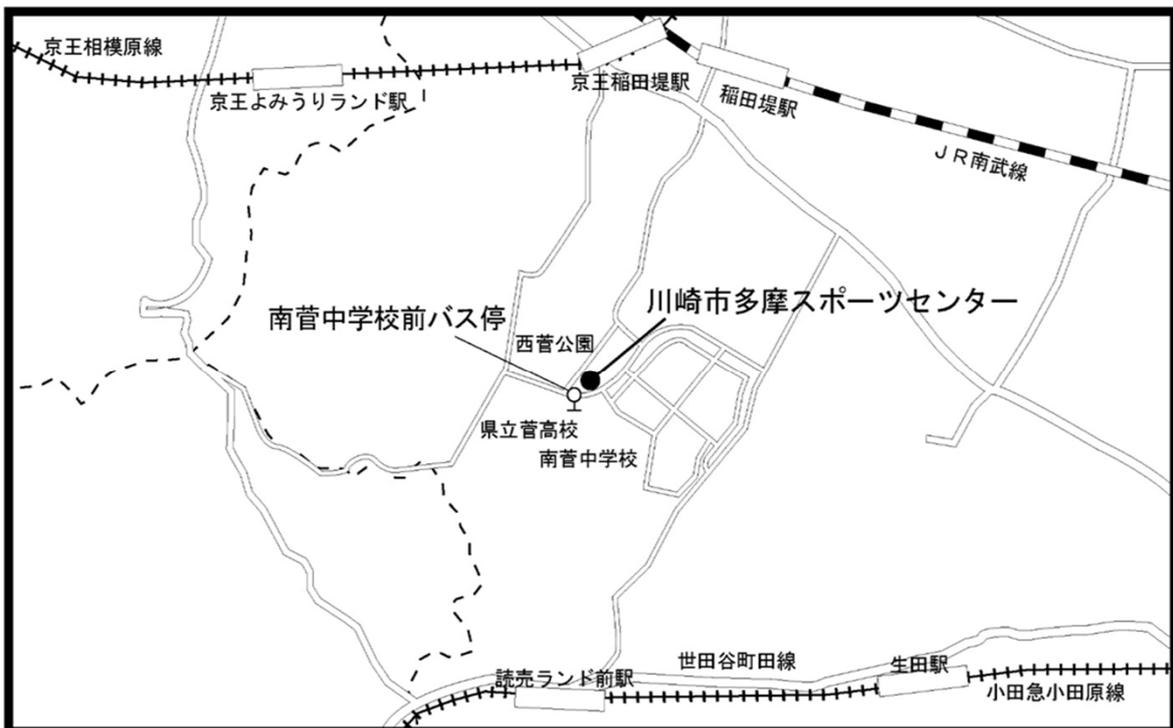 京王相模原線
京王よみうりランド駅
京王稲田堤駅
稲田堤駅
JR南武線
川崎市多摩スポーツセンター
南菅中学校前バス停
西菅公園
県立菅高校
南菅中学校
世田谷町田線
生田駅
読売ランド前駅
小田急小田原線